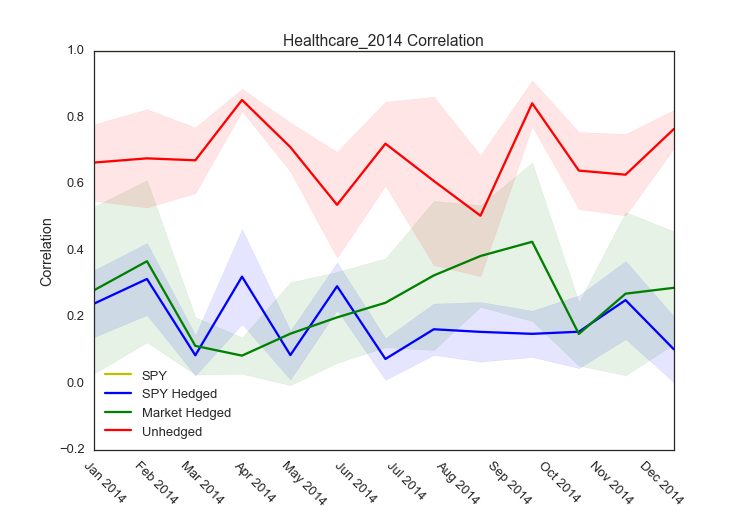 Healthcare_2014 Correlation
1.0
0.8
0.6
0.4
0.2
0.0
−0.2
Correlation
SPY
SPY Hedged
Market Hedged
Unhedged
Jan 2014
Feb 2014
Mar 2014
Apr 2014
May 2014
Jun 2014
Jul 2014
Aug 2014
Sep 2014
Oct 2014
Nov 2014
Dec 2014